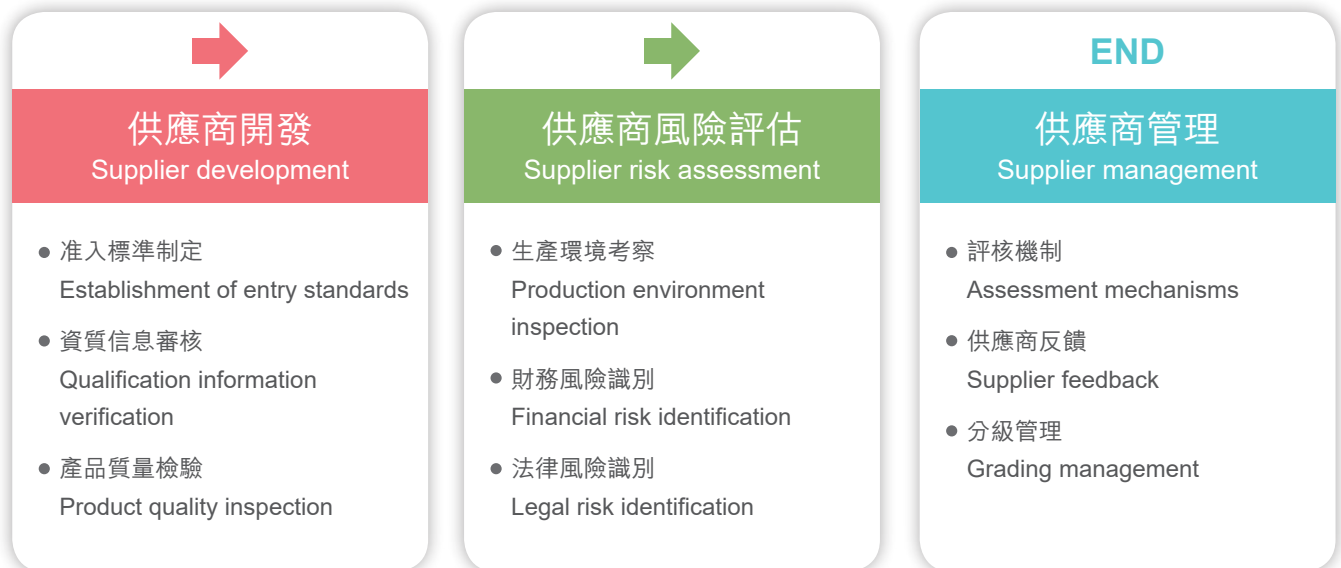 供應商開發
Supplier development
准入標準制定
Establishment of entry standards
資質信息審核
Qualification information
verification
產品質量檢驗
Product quality inspection
供應商風險評估
Supplier risk assessment
生產環境考察
Production environment
inspection
財務風險識別
Financial risk identification
法律風險識別
Legal risk identification
END
供應商管理
Supplier management
評核機制
Assessment mechanisms
供應商反饋
Supplier feedback
分級管理
Grading management